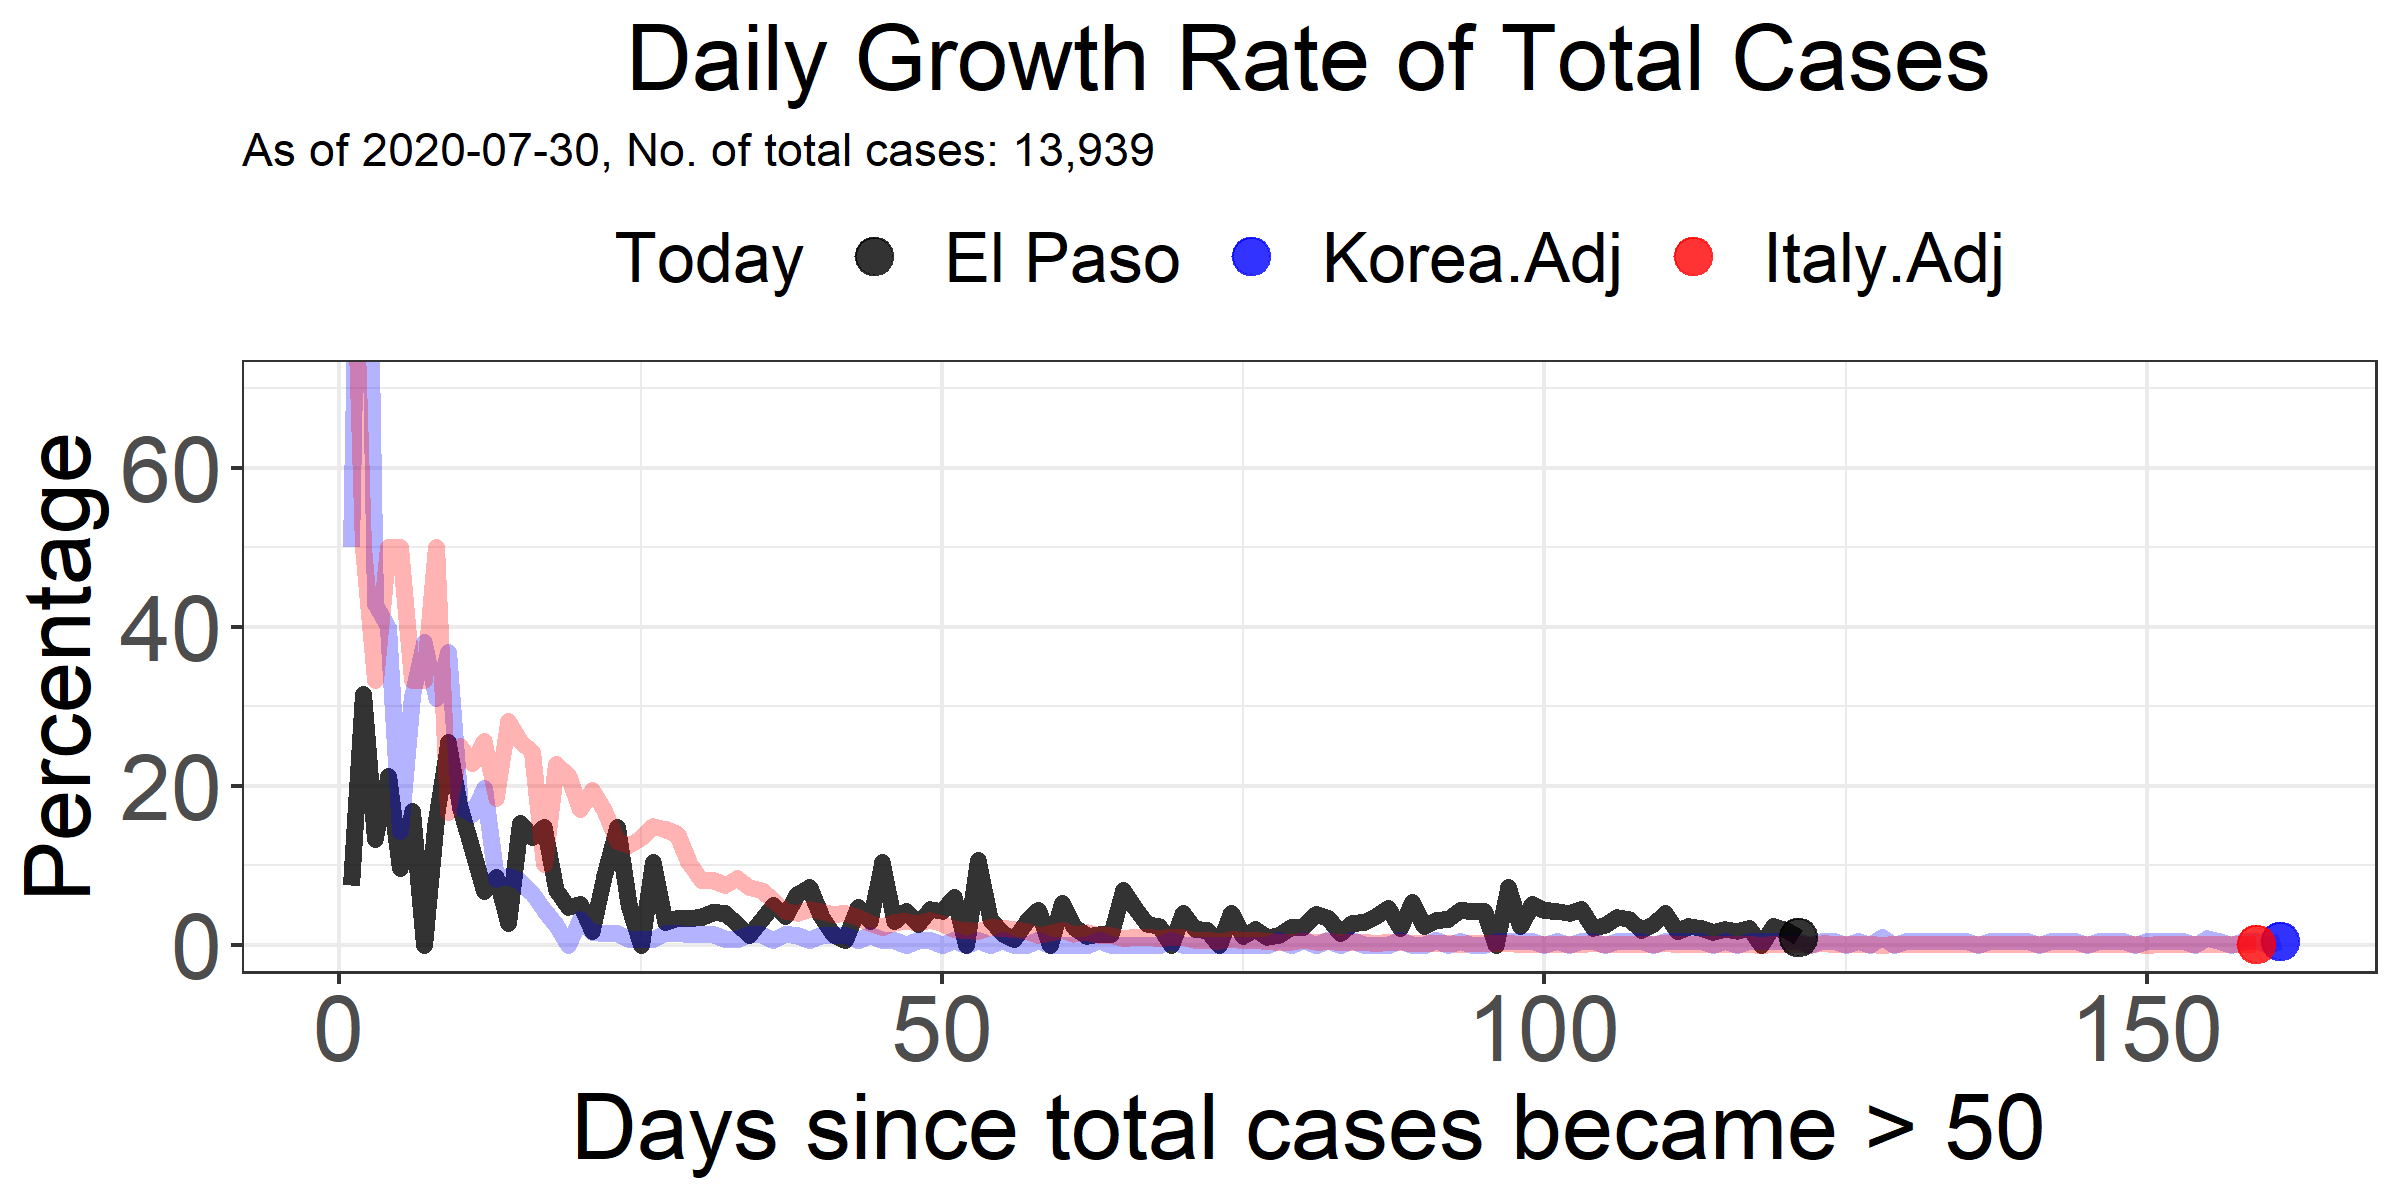 Daily Growth Rate of Total Cases
As of 2020-07-30, No. of total cases: 13,939
Today El Paso Korea.Adj Italy.Adj
Percentage
60
40
20
0
0 50 100 150
Days since total cases became > 50